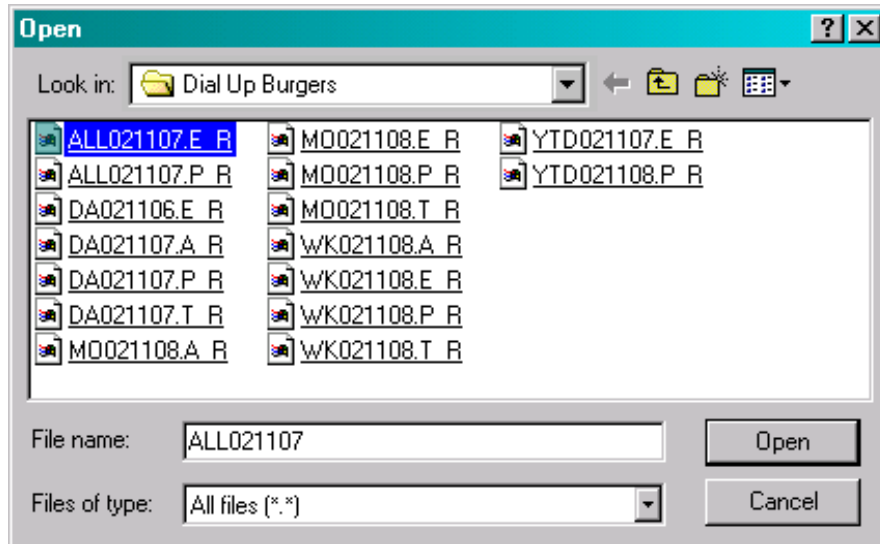 Open
Look in: Dial Up Burgers
ALL021107.E_R MO021108.E_R YTD021107.E_R
ALL021107.P_R MO021108.P_R YTD021108.P_R
DA021106.E_R MO021108.T_R
DA021107.A_R WK021108.A_R
DA021107.P_R WK021108.E_R
DA021107.T_R WK021108.P_R
MO021108.A_R WK021108.T_R
File name: ALL021107 Open
Files of type: All files (*.*) Cancel